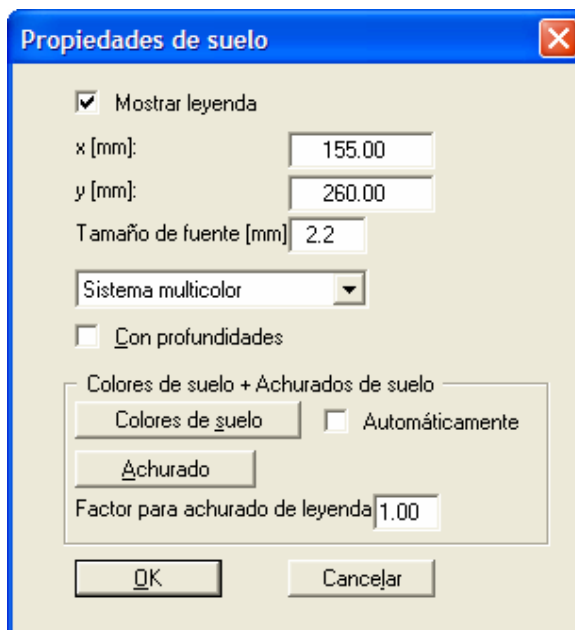 Propiedades de suelo
Mostrar leyenda
x [mm]: 155.00
y [mm]: 260.00
Tamaño de fuente [mm] 2.2
Sistema multicolor
Con profundidades
Colores de suelo + Achurados de suelo
Colores de suelo Automáticamente
Achurado
Factor para achurado de leyenda 1.00
OK Cancelar